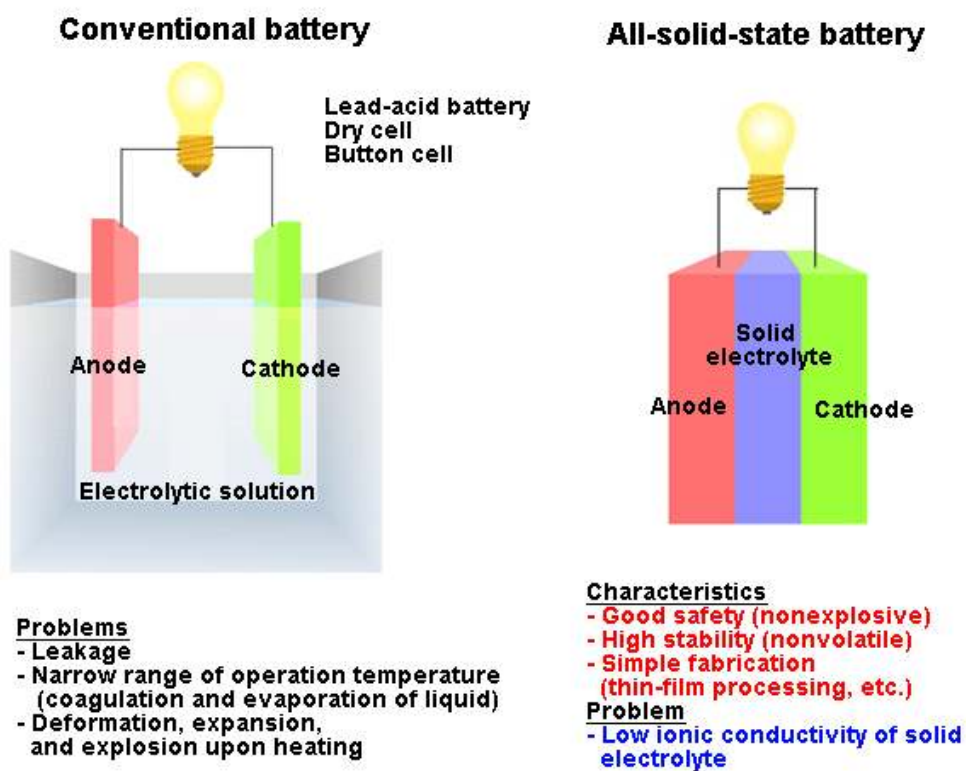 Conventional battery
Lead-acid battery
Dry cell
Button cell
Anode
Cathode
Electrolytic solution
Problems
- Leakage
- Narrow range of operation temperature
(coagulation and evaporation of liquid)
- Deformation, expansion,
and explosion upon heating
All-solid-state battery
Solid
electrolyte
Anode
Cathode
Characteristics
- Good safety (nonexplosive)
- High stability (nonvolatile)
- Simple fabrication
(thin-film processing, etc.)
Problem
- Low ionic conductivity of solid
electrolyte